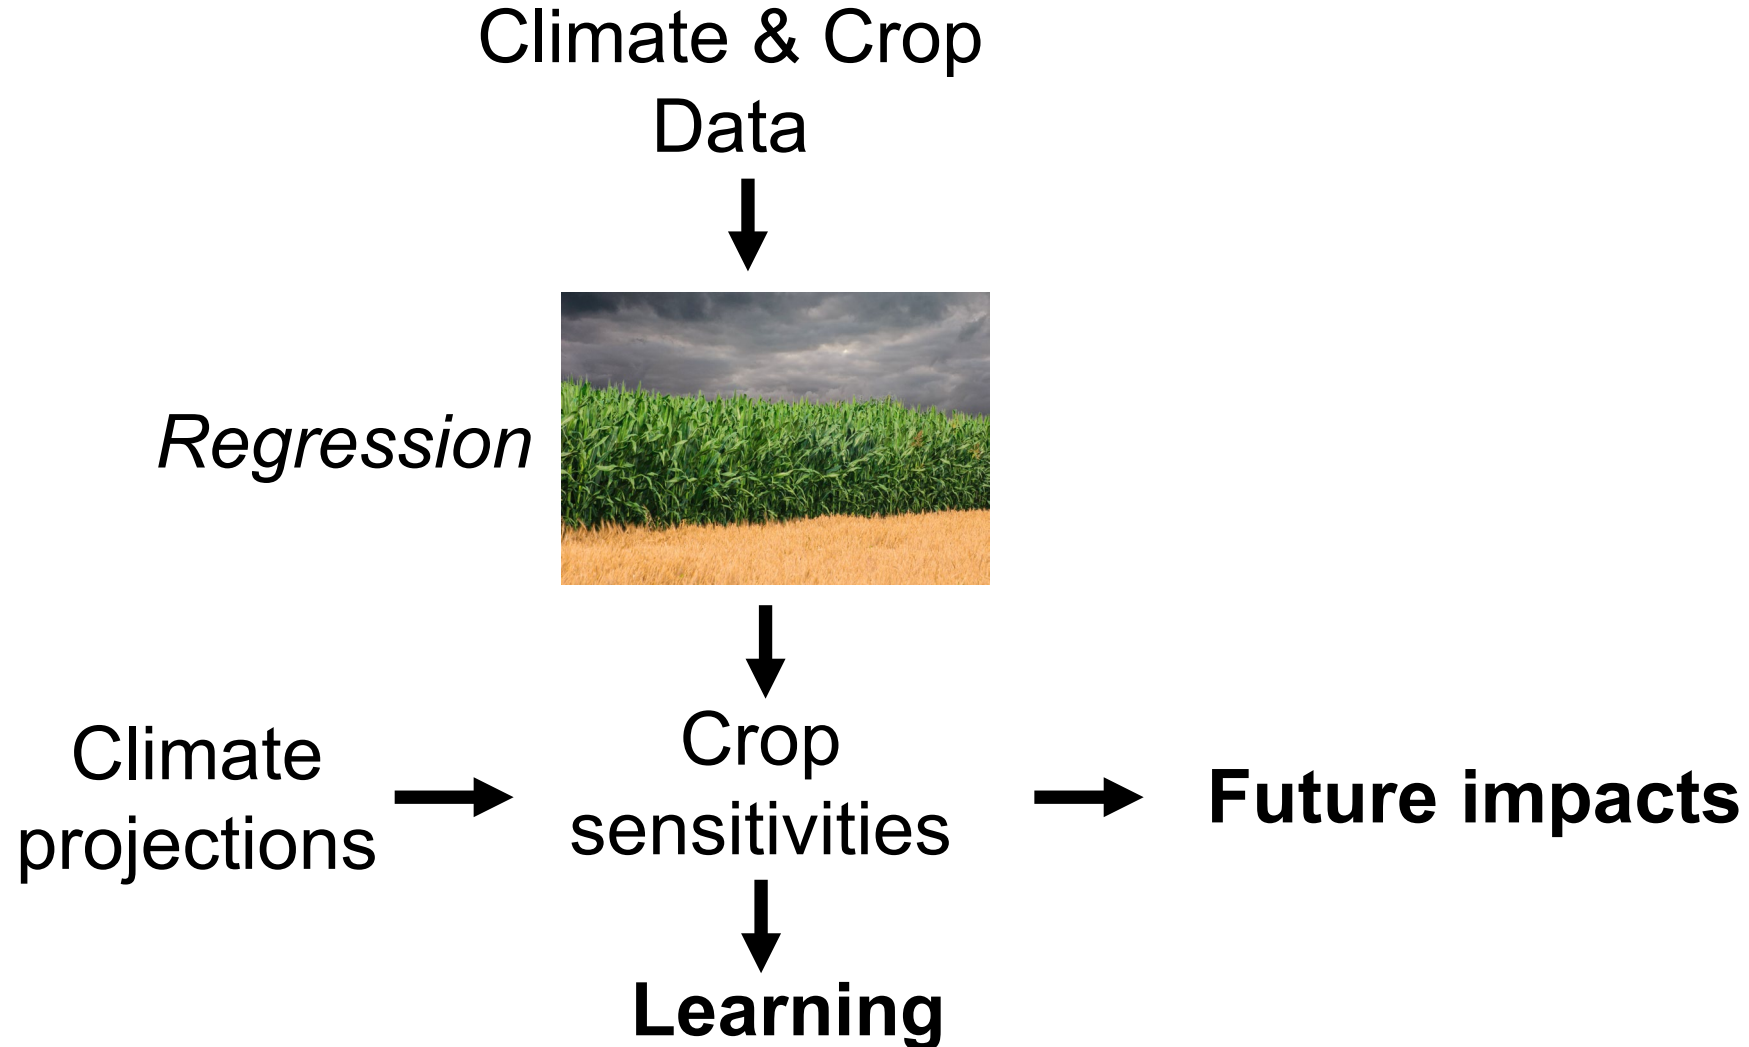 Climate & Crop
Data
Regression
Climate
projections
Crop
sensitivities
Future impacts
Learning